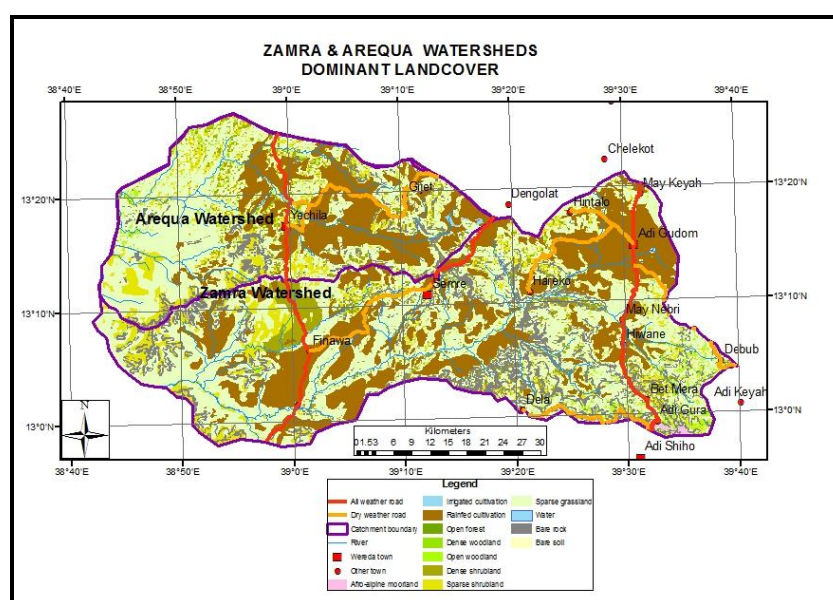 ZAMRA & AREQUA WATERSHEDS
DOMINANT LANDCOVER
38°40'E 38°50'E 39°0'E 39°10'E 39°20'E 39°30'E 39°40'E
Chelekot
13°20'N May Keyah 13°20'N
Gijet
Dengolat
Hintalo
Arequa Watershed Yechila
Adi Gudom
Samre
Hareko
Zamra Watershed
13°10'N May Nebri 13°10'N
Hiwane
Finawa
Debub
Bet Mera
Adi Keyah
Dela
Adi Gura
13°0'N 13°0'N
N
Kilometers
01.53 6 9 12 15 18 21 24 27 30
Adi Shiho
38°40'E 38°50'E 39°0'E 39°10'E 39°20'E 39°30'E 39°40'E
Legend
All weather road
Dry weather road
Catchment boundary
River
Wereda town
Other town
Afro-alpine moorland
Irrigated cultivation
Rainfed cultivation
Open forest
Dense woodland
Open woodland
Dense shrubland
Sparse shrubland
Sparse grassland
Water
Bare rock
Bare soil